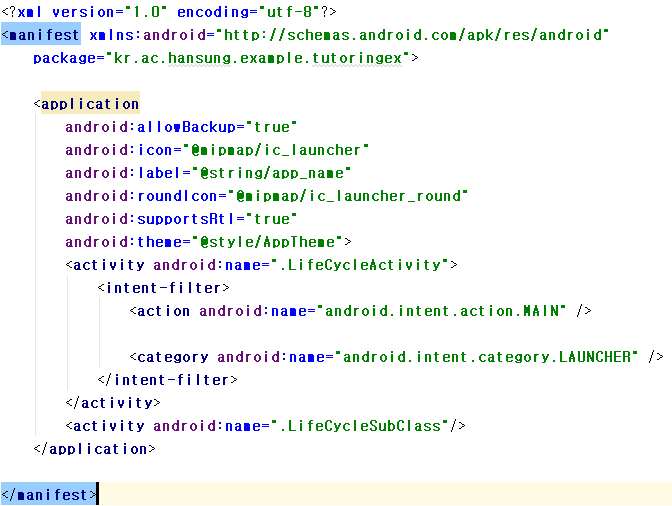 <?xml version="1.0" encoding="utf-8"?>
<manifest xmlns:android="http://schemas.android.com/apk/res/android"
    package="kr.ac.hansung.example.tutoringex">

    <application
        android:allowBackup="true"
        android:icon="@mipmap/ic_launcher"
        android:label="@string/app_name"
        android:roundIcon="@mipmap/ic_launcher_round"
        android:supportsRtl="true"
        android:theme="@style/AppTheme">
        <activity android:name=".LifeCycleActivity">
            <intent-filter>
                <action android:name="android.intent.action.MAIN" />

                <category android:name="android.intent.category.LAUNCHER" />
            </intent-filter>
        </activity>
        <activity android:name=".LifeCycleSubClass"/>
    </application>

</manifest>